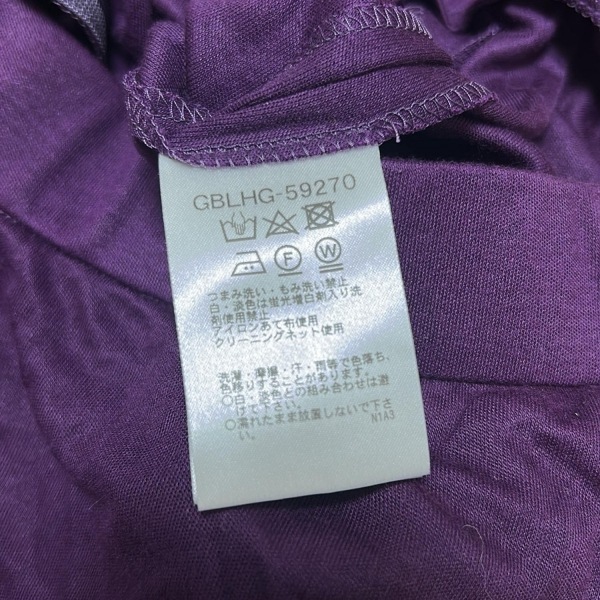 GBLHG-59270
F W
つまみ洗い・もみ洗い禁止
白・淡色は蛍光増白剤入り洗
剤使用禁止
アイロンあて布使用
クリーニングネット使用
洗濯・摩擦・汗・雨等で色落ち、
色移りすることがあります。
○白・淡色との組み合わせは避
けて下さい。
○濡れたまま放置しないで下さ
い。
N1A3